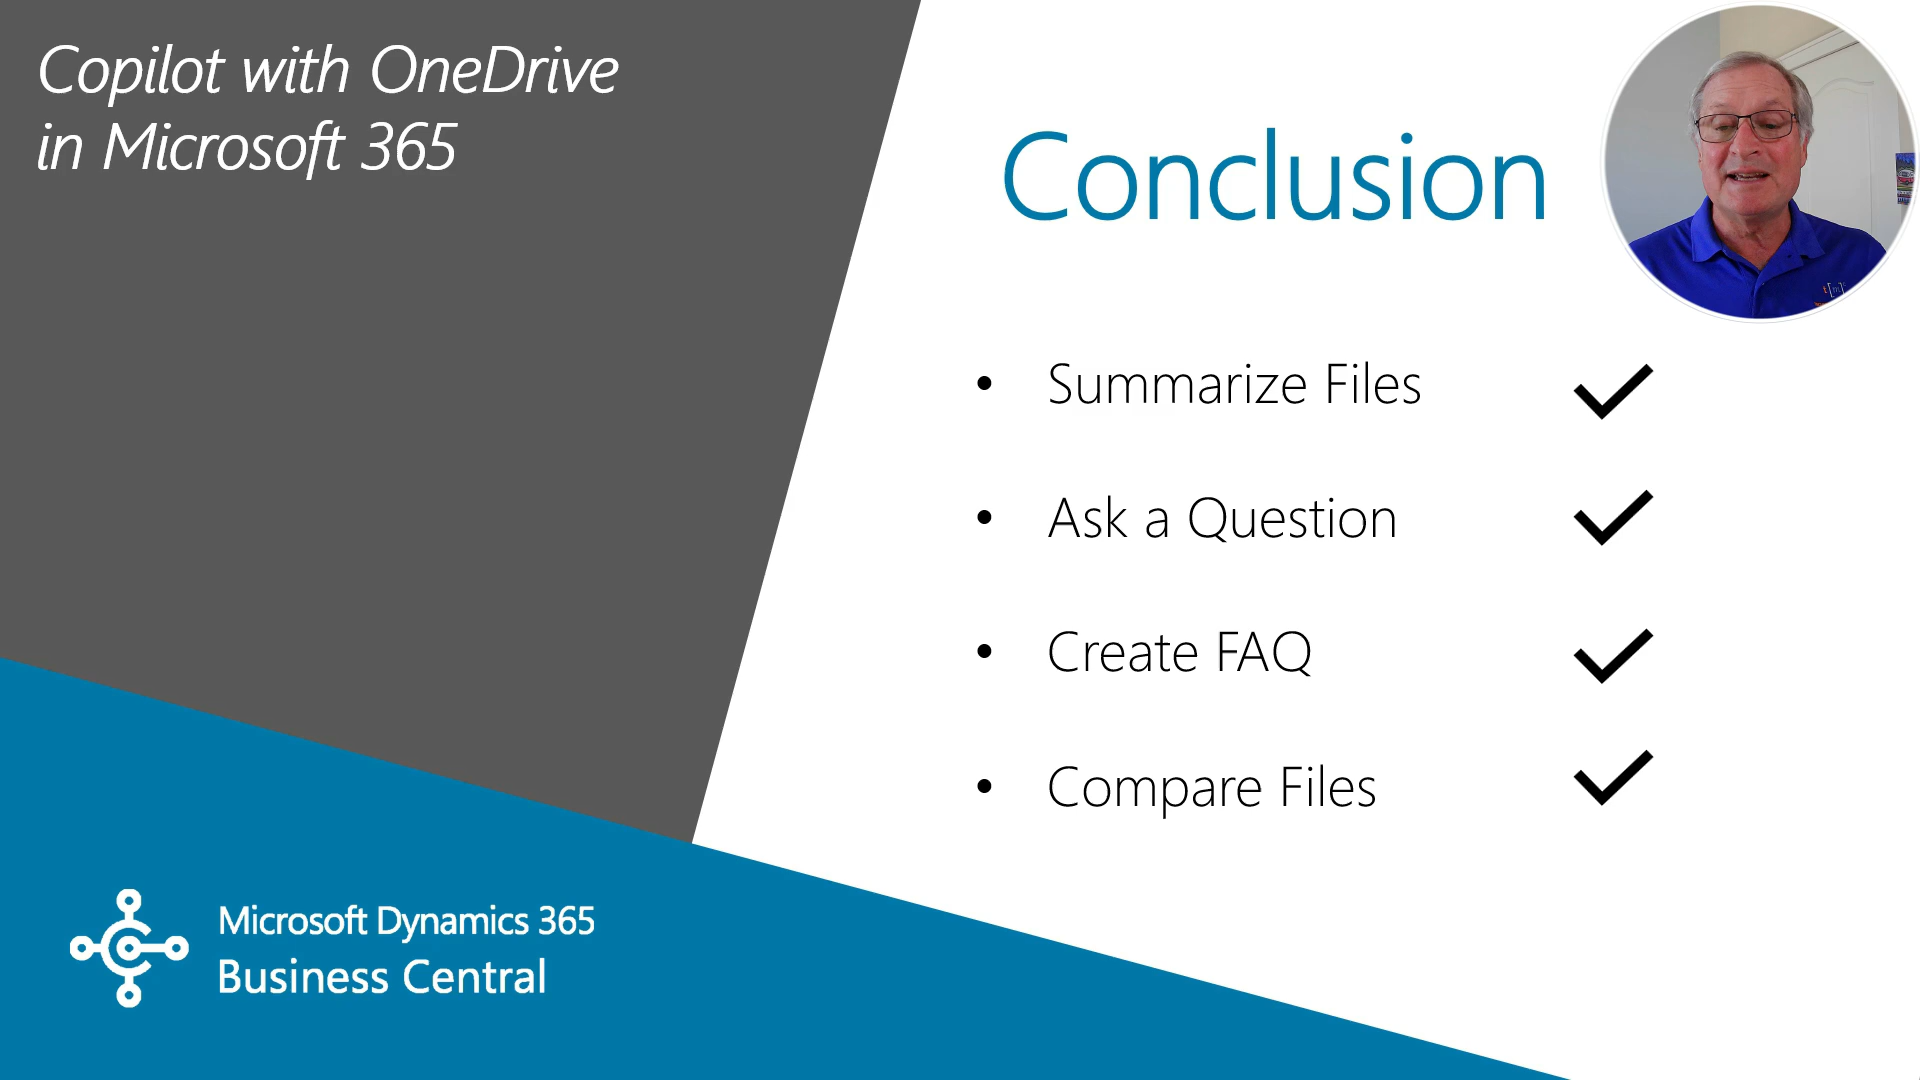 Copilot with OneDrive
in Microsoft 365
Conclusion
• Summarize Files
• Ask a Question
• Create FAQ
• Compare Files
Microsoft Dynamics 365
Business Central